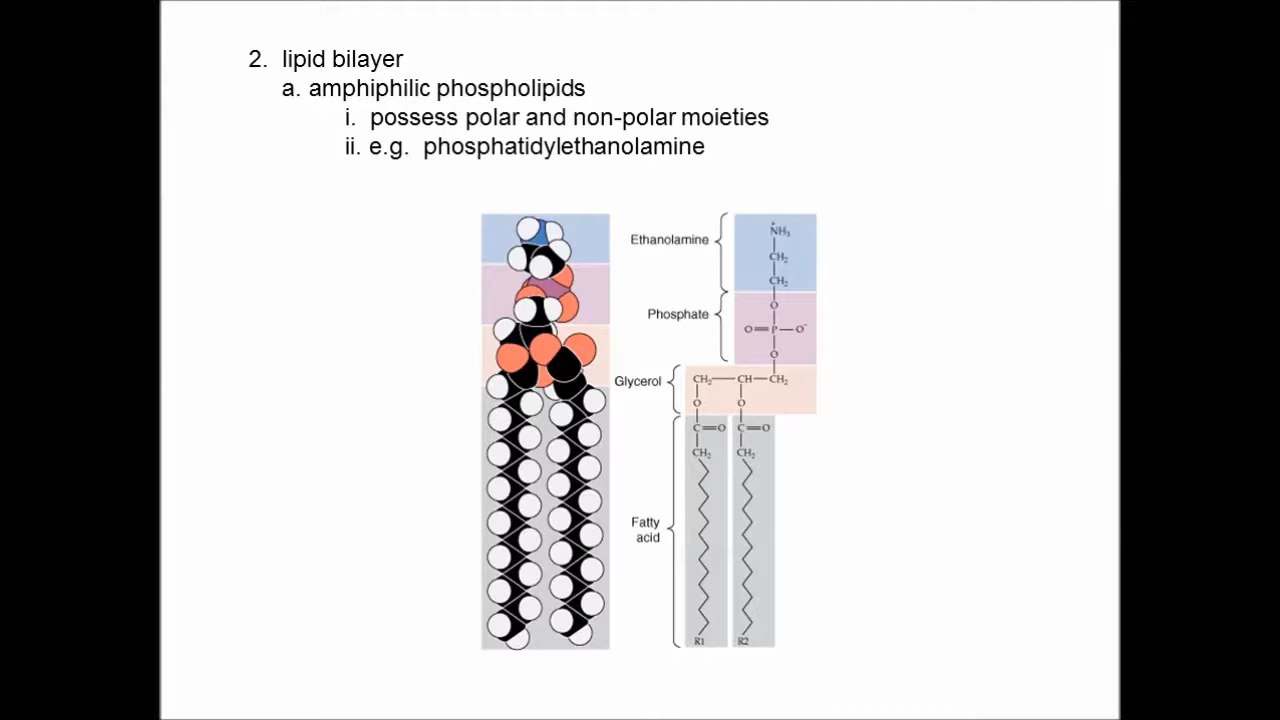 2. lipid bilayer
a. amphiphilic phospholipids
i. possess polar and non-polar moieties
ii. e.g. phosphatidylethanolamine
Ethanolamine
+
NH₃
CH₂
CH₂
Phosphate
O
O=P—O⁻
O
Glycerol
CH₂—CH—CH₂
O O
C=O C=O
CH₂ CH₂
Fatty
acid
R1 R2